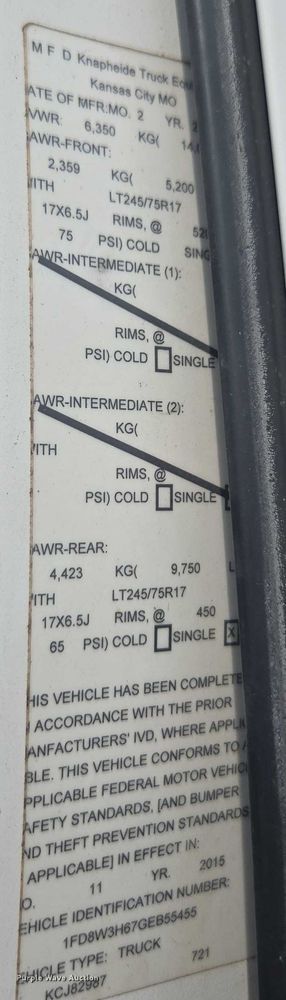 M F D Knapheide Truck
Kansas City MO
ATE OF MFR:MO. 2 YR.
VWR: 6,350 KG(
AWR-FRONT:
2,359 KG( 5,200
ITH LT245/75R17
17X6.5J RIMS, @
75 PSI) COLD SING
AWR-INTERMEDIATE (1):
KG(
RIMS, @
PSI) COLD SINGLE
AWR-INTERMEDIATE (2):
KG(
ITH
RIMS, @
PSI) COLD SINGLE
AWR-REAR:
4,423 KG( 9,750
ITH LT245/75R17
17X6.5J RIMS, @ 450
65 PSI) COLD SINGLE X
HIS VEHICLE HAS BEEN COMPLETE
ACCORDANCE WITH THE PRIOR
ANFACTURERS' IVD, WHERE APPLI
BLE. THIS VEHICLE CONFORMS TO
PPLICABLE FEDERAL MOTOR VEHIC
AFETY STANDARDS, [AND BUMPER
ND THEFT PREVENTION STANDARDS
APPLICABLE] IN EFFECT IN:
O. 11 YR. 2015
EHICLE IDENTIFICATION NUMBER:
1FD8W3H67GEB55455
HICLE TYPE: TRUCK
KCJ82987 721
Purple Wave Auction